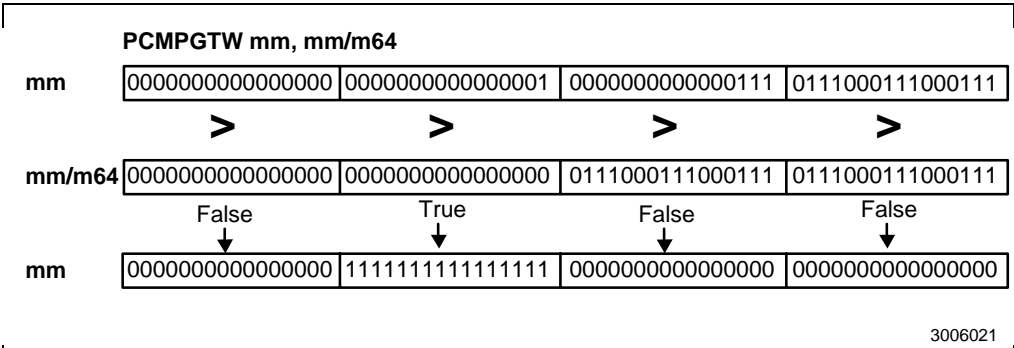 PCMPGTW mm, mm/m64
mm 0000000000000000 0000000000000001 0000000000000111 0111000111000111
> > > >
mm/m64 0000000000000000 0000000000000000 0111000111000111 0111000111000111
False True False False
mm 0000000000000000 1111111111111111 0000000000000000 0000000000000000
3006021